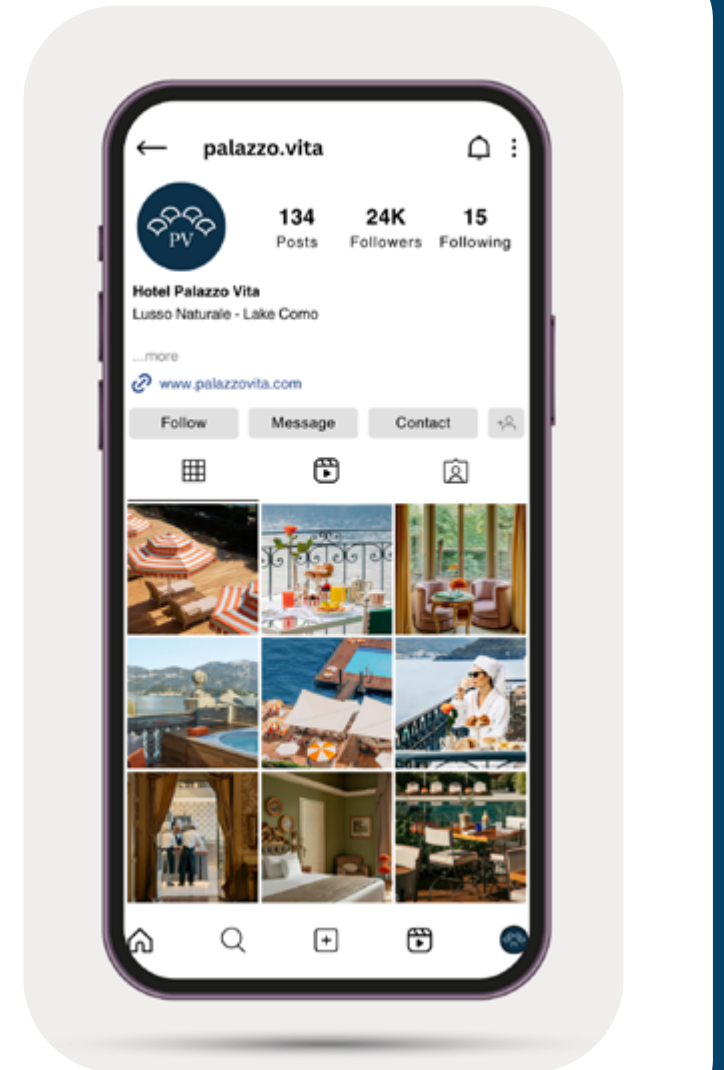 palazzo.vita
PV
134 24K 15
Posts Followers Following
Hotel Palazzo Vita
Lusso Naturale - Lake Como
...more
www.palazzovita.com
Follow Message Contact